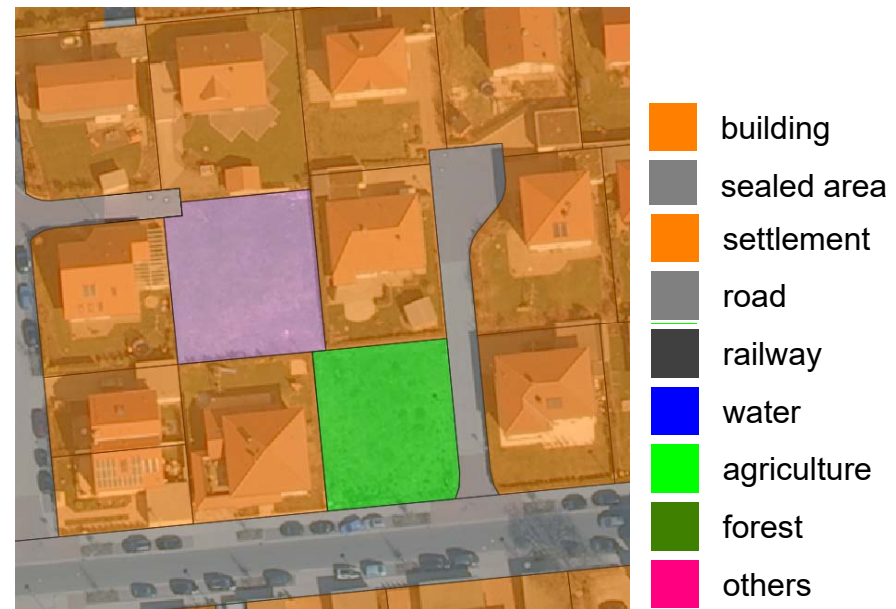 building
sealed area
settlement
road
railway
water
agriculture
forest
others